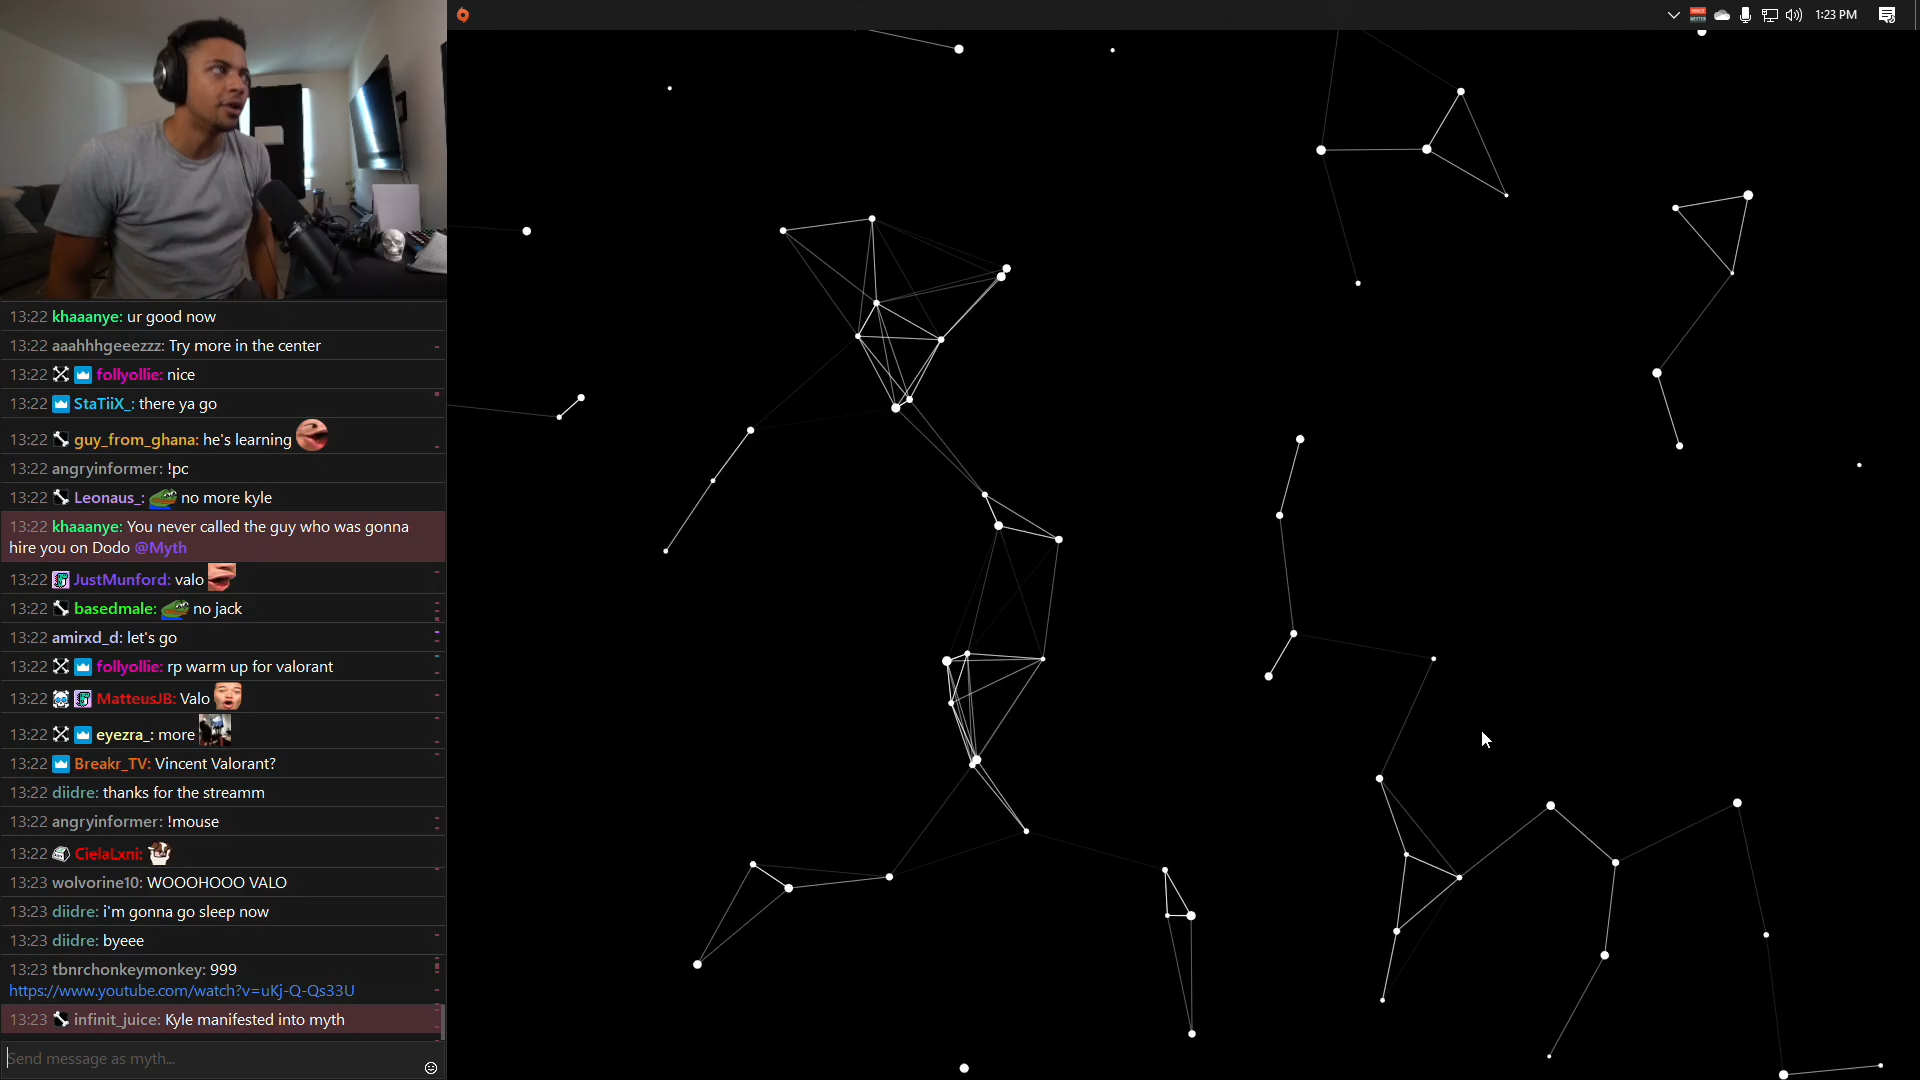 1:23 PM
13:22 khaaanye: ur good now
13:22 aaahhhgeeezzz: Try more in the center
13:22 follyollie: nice
13:22 StaTiiX_: there ya go
13:22 guy_from_ghana: he's learning
13:22 angryinformer: !pc
13:22 Leonaus_: no more kyle
13:22 khaaanye: You never called the guy who was gonna
hire you on Dodo @Myth
13:22 JustMunford: valo
13:22 basedmale: no jack
13:22 amirxd_d: let's go
13:22 follyollie: rp warm up for valorant
13:22 MatteusJB: Valo
13:22 eyezra_: more
13:22 Breakr_TV: Vincent Valorant?
13:22 diidre: thanks for the streamm
13:22 angryinformer: !mouse
13:22 CielaLxni:
13:23 wolvorine10: WOOOHOOO VALO
13:23 diidre: i'm gonna go sleep now
13:23 diidre: byeee
13:23 tbnrchonkeymonkey: 999
https://www.youtube.com/watch?v=uKj-Q-Qs33U
13:23 infinit_juice: Kyle manifested into myth
Send message as myth...